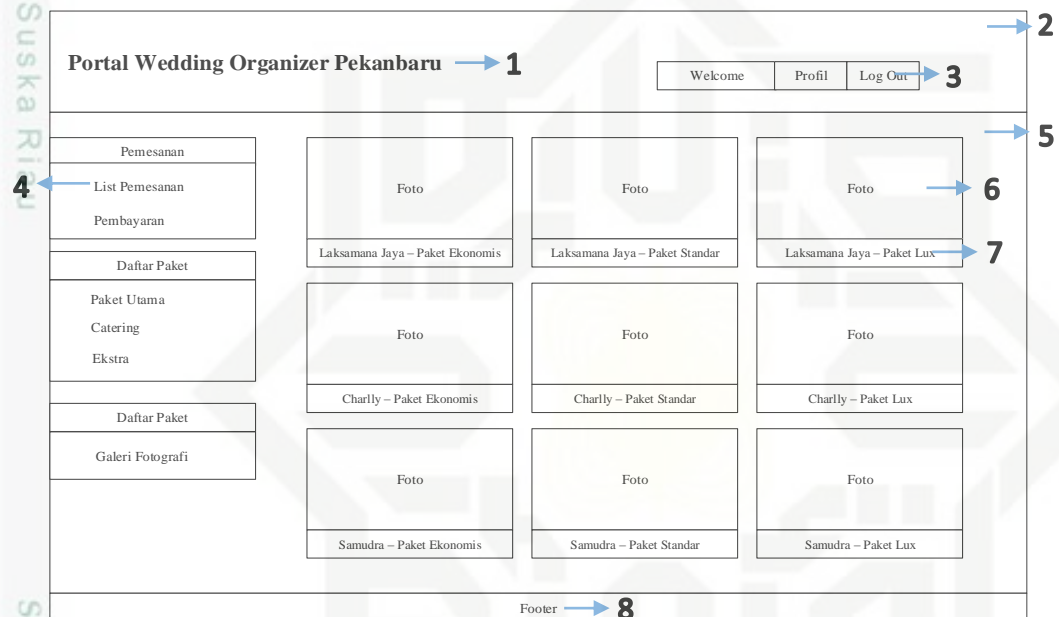 Suska Riau
2
Portal Wedding Organizer Pekanbaru 1
Welcome Profil Log Out 3
5
Pemesanan
4 List Pemesanan
Pembayaran
Daftar Paket
Paket Utama
Catering
Ekstra
Daftar Paket
Galeri Fotografi
Foto Foto Foto 6
Laksamana Jaya – Paket Ekonomis Laksamana Jaya – Paket Standar Laksamana Jaya – Paket Lux 7
Foto Foto Foto
Charlly – Paket Ekonomis Charlly – Paket Standar Charlly – Paket Lux
Foto Foto Foto
Samudra – Paket Ekonomis Samudra – Paket Standar Samudra – Paket Lux
Footer 8